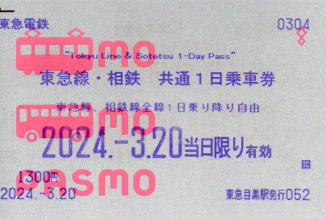 東急電鉄 0304
"Tokyu Line & Sotetsu 1-Day Pass"
東急線・相鉄 共通1日乗車券
東急線、相鉄線全線1日乗り降り自由
2024.-3.20当日限り有効
1300円
2024.-3.20 東急目黒駅発行052
pasmo
pasmo
pasmo